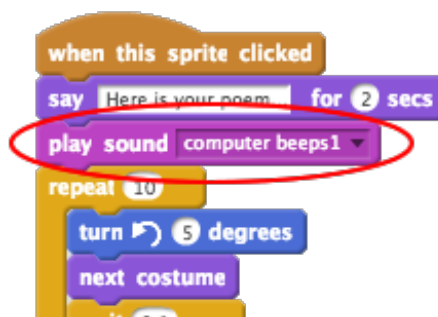 when this sprite clicked
say Here is your poem... for 2 secs
play sound computer beeps1
repeat 10
turn 5 degrees
next costume